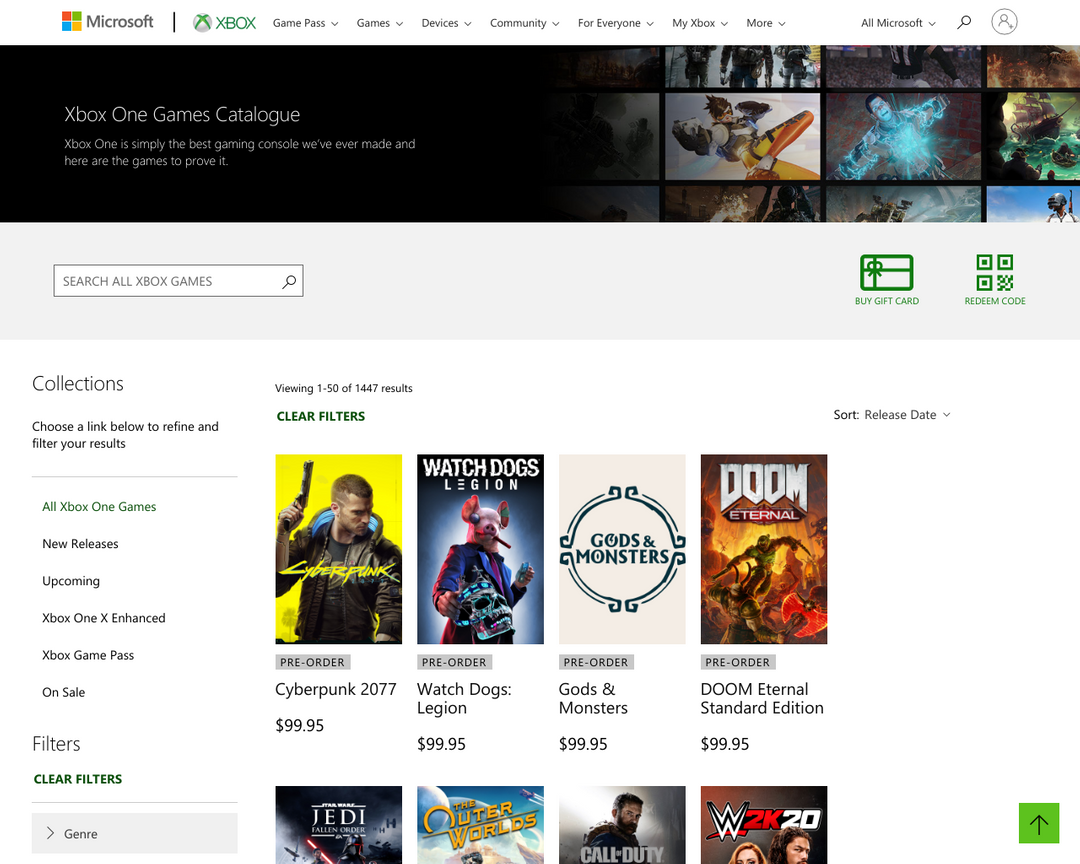 Microsoft XBOX Game Pass Games Devices Community For Everyone My Xbox More All Microsoft
Xbox One Games Catalogue
Xbox One is simply the best gaming console we've ever made and
here are the games to prove it.
SEARCH ALL XBOX GAMES
BUY GIFT CARD
REDEEM CODE
Collections
Choose a link below to refine and
filter your results
All Xbox One Games
New Releases
Upcoming
Xbox One X Enhanced
Xbox Game Pass
On Sale
Filters
CLEAR FILTERS
Genre
Viewing 1-50 of 1447 results
CLEAR FILTERS
Sort: Release Date
Cyberpunk
PRE-ORDER
Cyberpunk 2077
$99.95
WATCH DOGS
LEGION
PRE-ORDER
Watch Dogs:
Legion
$99.95
GODS &
MONSTERS
PRE-ORDER
Gods &
Monsters
$99.95
DOOM
ETERNAL
PRE-ORDER
DOOM Eternal
Standard Edition
$99.95
STAR WARS
JEDI
FALLEN ORDER
THE
OUTER
WORLDS
CALL OF DUTY
WWE 2K20